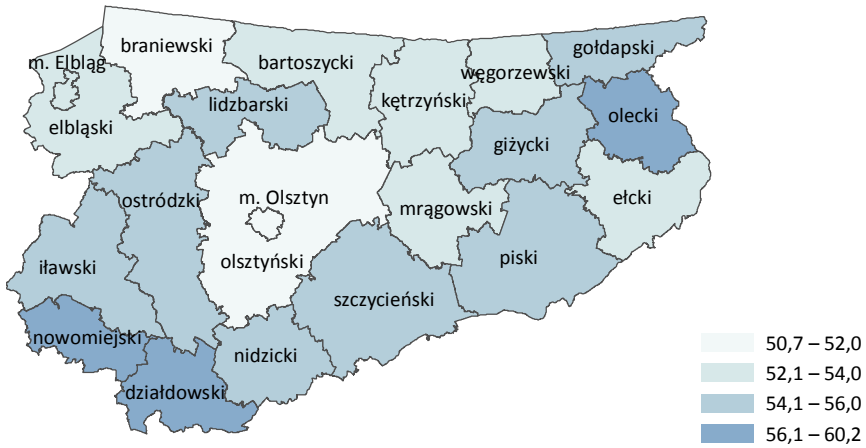 braniewski
gołdapski
m. Elbląg
bartoszycki
węgorzewski
lidzbarski
kętrzyński
olecki
elbląski
giżycki
ostródzki
m. Olsztyn
mrągowski
ełcki
iławski
olsztyński
piski
szczycieński
nowomiejski
nidzicki
działdowski
50,7 – 52,0
52,1 – 54,0
54,1 – 56,0
56,1 – 60,2